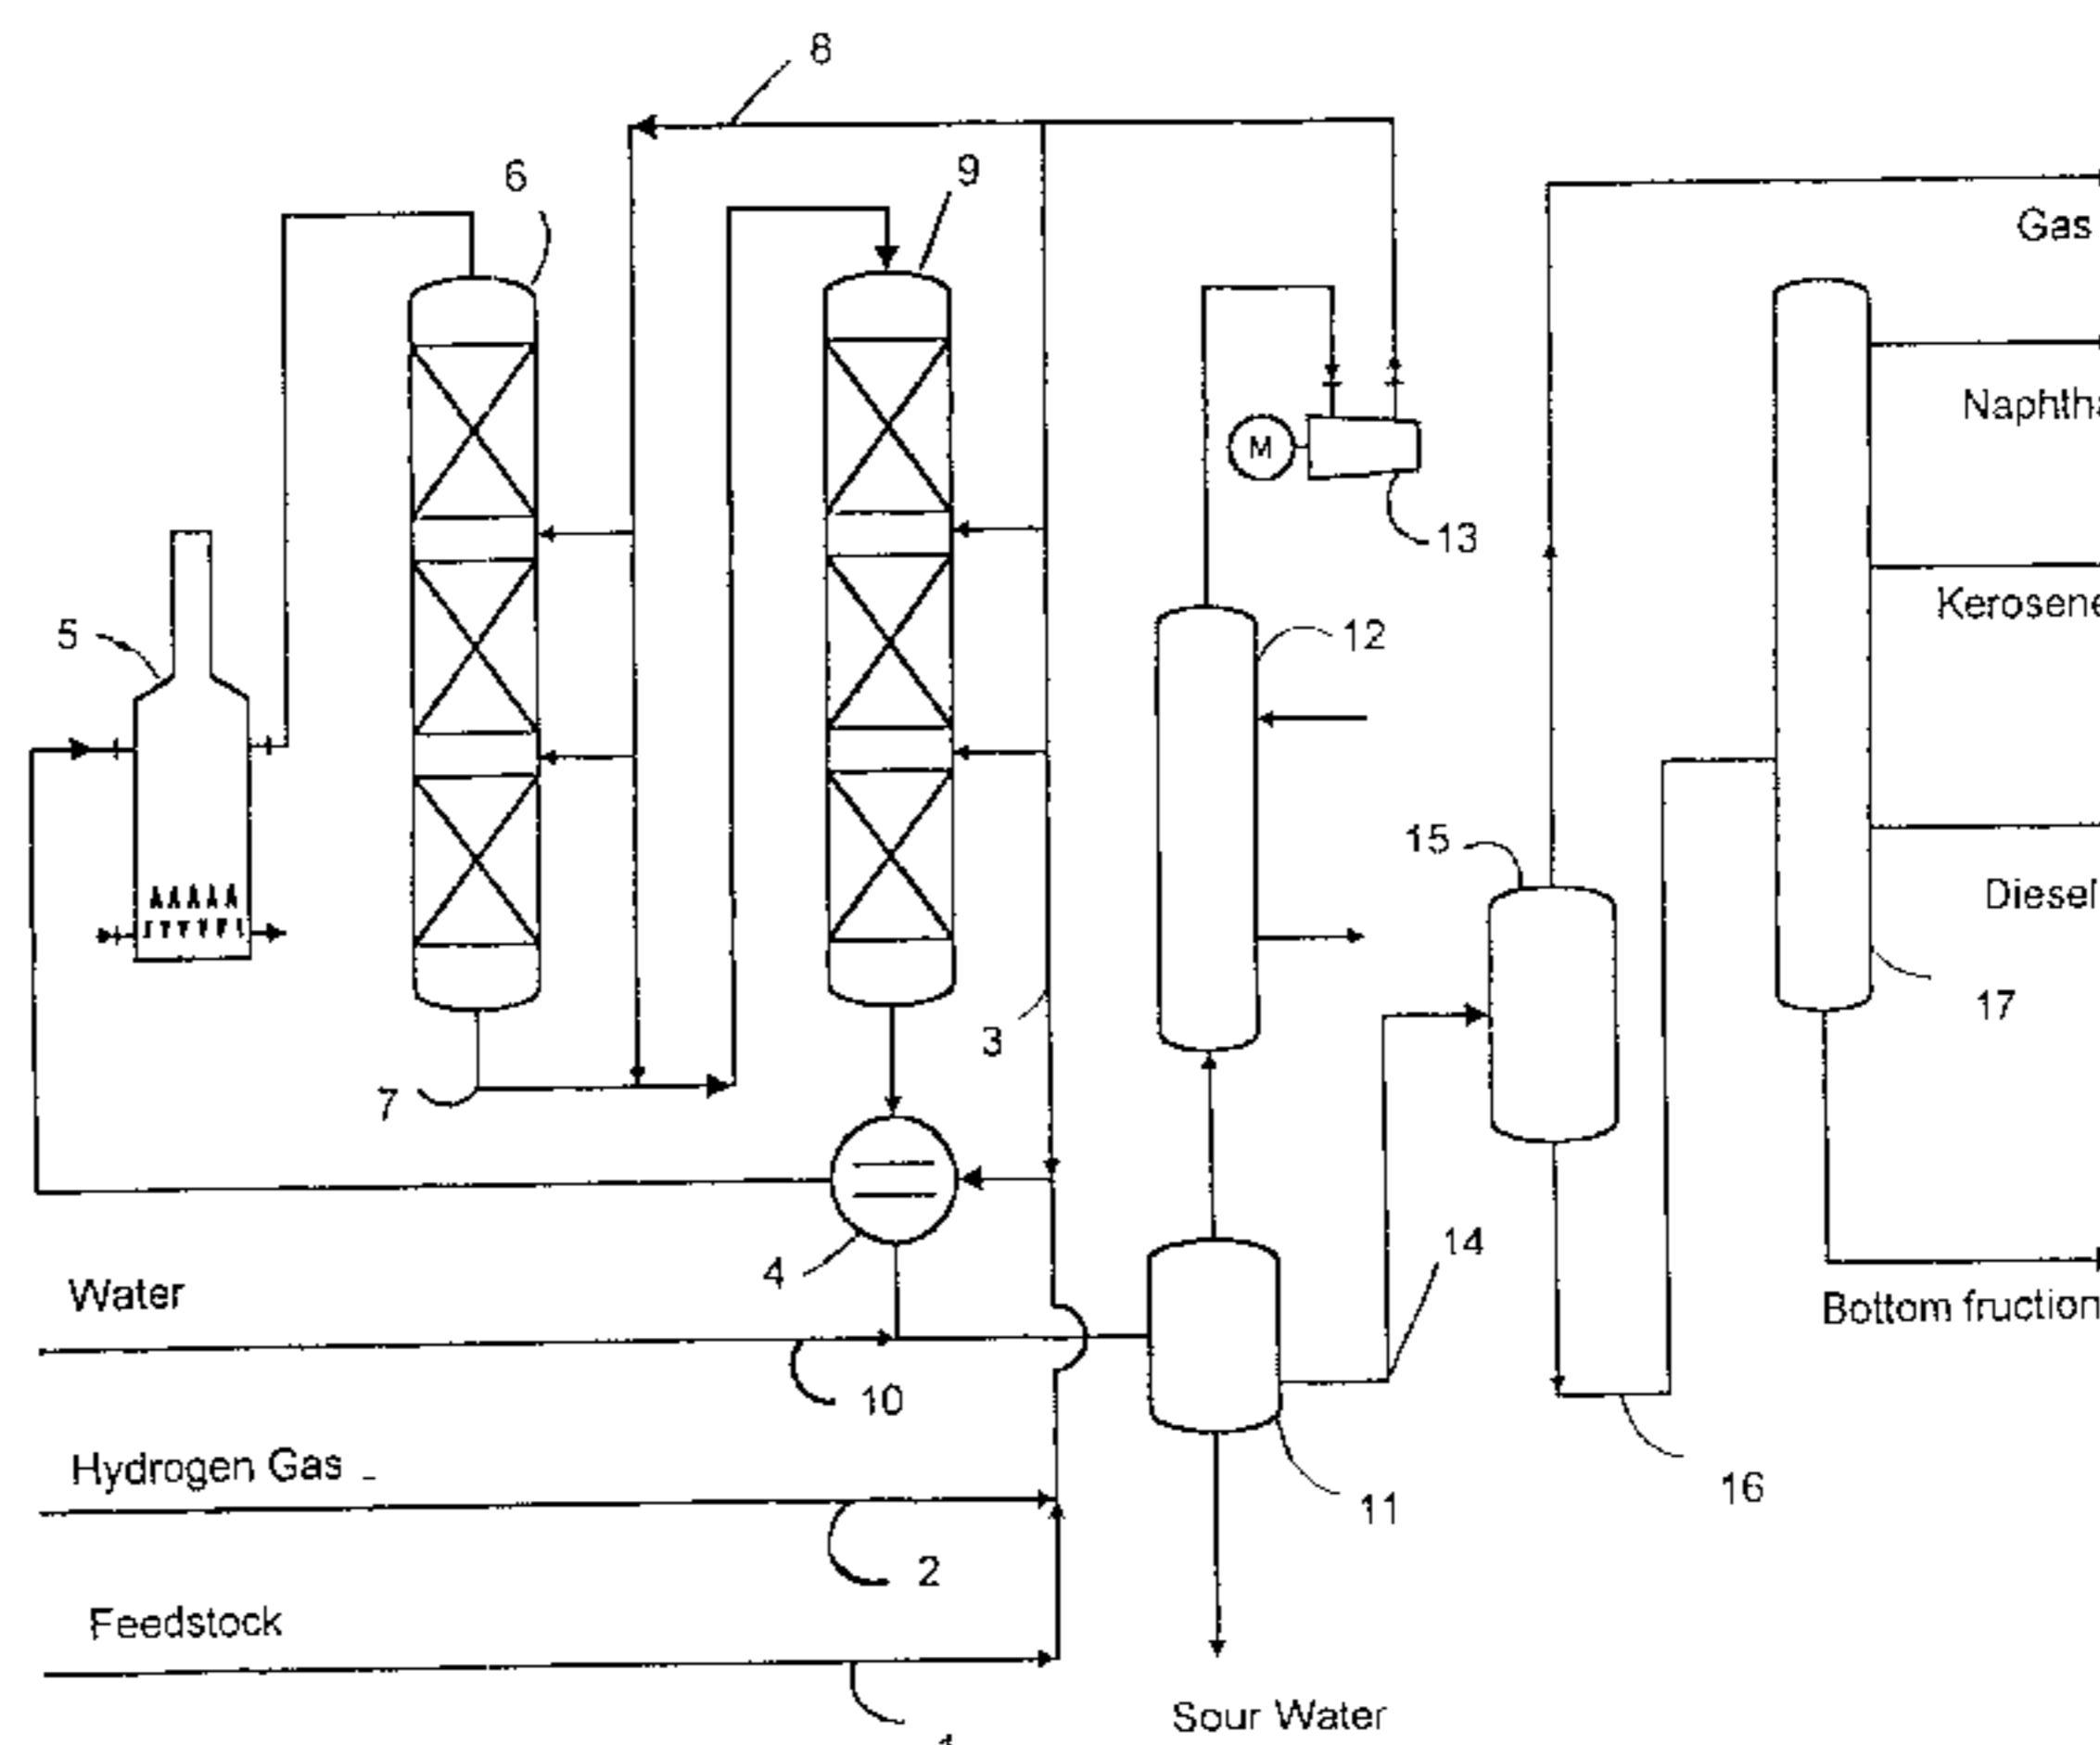 8
6
9
Gas
Naphtha
M
13
Kerosene
5
12
15
Diesel
17
3
7
4
14
Water
Bottom fruction
10
Hydrogen Gas
16
11
2
Feedstock
Sour Water
1